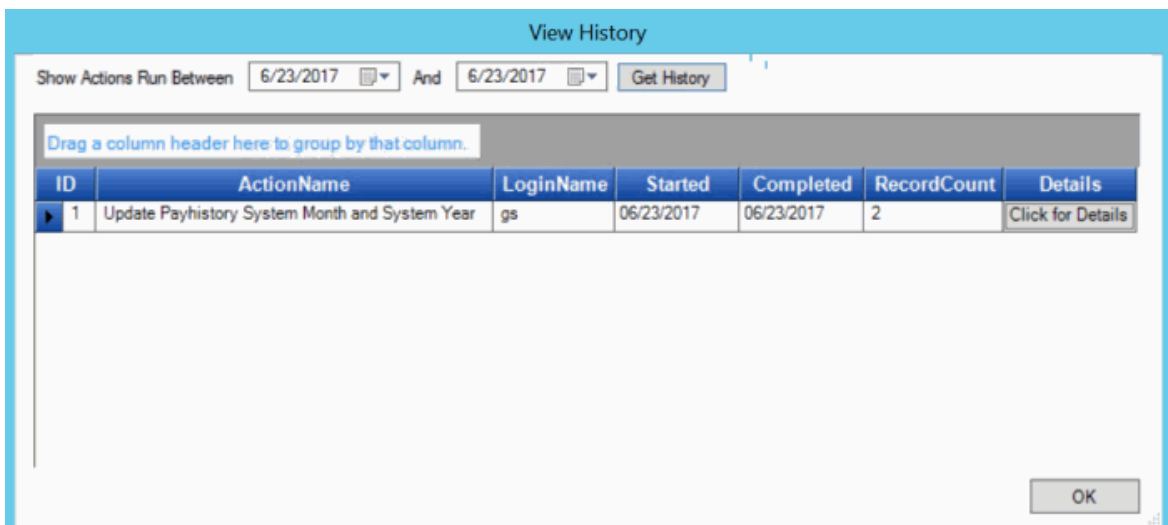 View History
Show Actions Run Between 6/23/2017 And 6/23/2017 Get History
Drag a column header here to group by that column.
ID ActionName LoginName Started Completed RecordCount Details
1 Update Payhistory System Month and System Year gs 06/23/2017 06/23/2017 2 Click for Details
OK